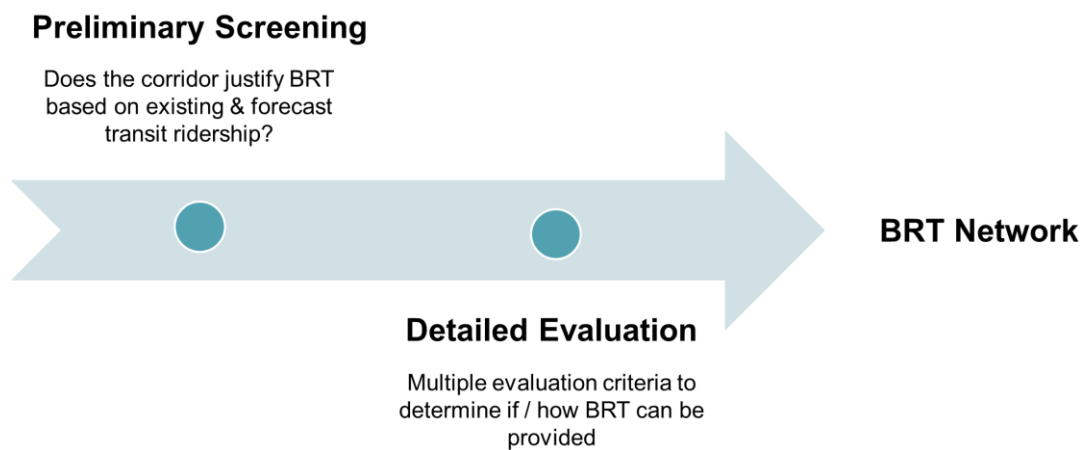 Preliminary Screening
Does the corridor justify BRT
based on existing & forecast
transit ridership?
BRT Network
Detailed Evaluation
Multiple evaluation criteria to
determine if / how BRT can be
provided